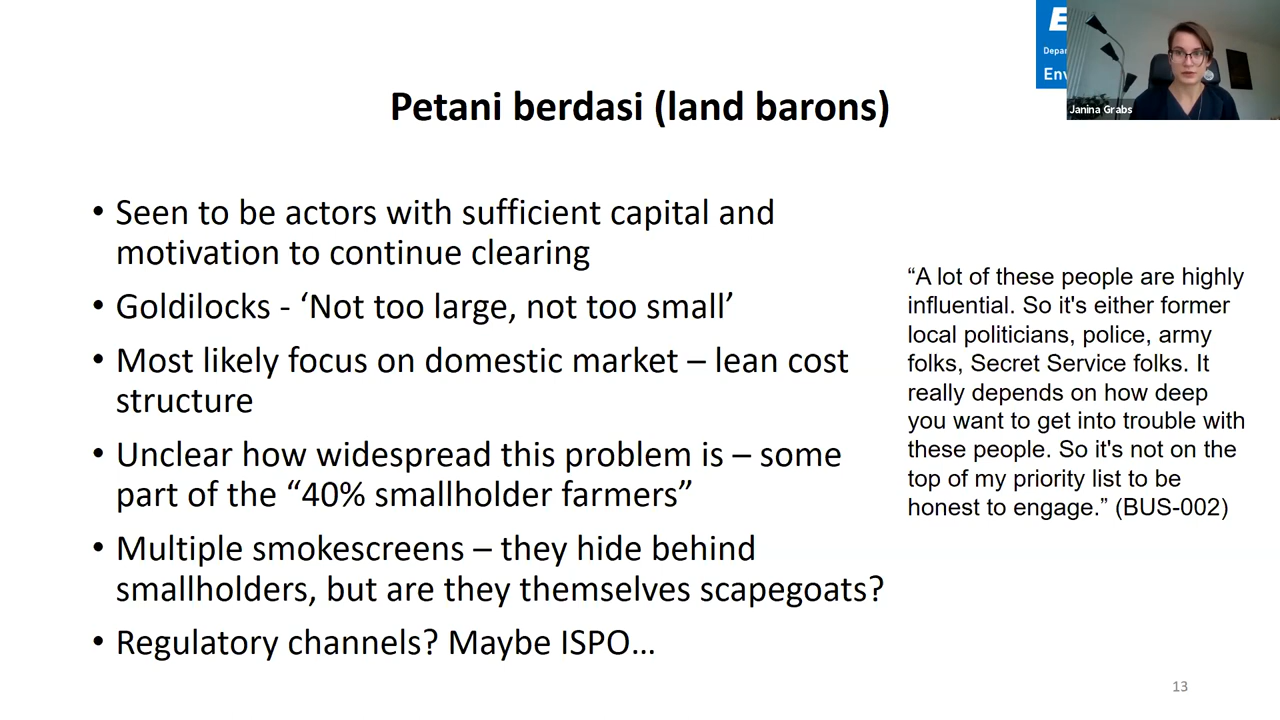 E
Depar
Env
Janina Grabs
Petani berdasi (land barons)
• Seen to be actors with sufficient capital and
motivation to continue clearing
• Goldilocks - ‘Not too large, not too small’
• Most likely focus on domestic market – lean cost
structure
• Unclear how widespread this problem is – some
part of the “40% smallholder farmers”
• Multiple smokescreens – they hide behind
smallholders, but are they themselves scapegoats?
• Regulatory channels? Maybe ISPO…
“A lot of these people are highly
influential. So it's either former
local politicians, police, army
folks, Secret Service folks. It
really depends on how deep
you want to get into trouble with
these people. So it's not on the
top of my priority list to be
honest to engage.” (BUS-002)
13